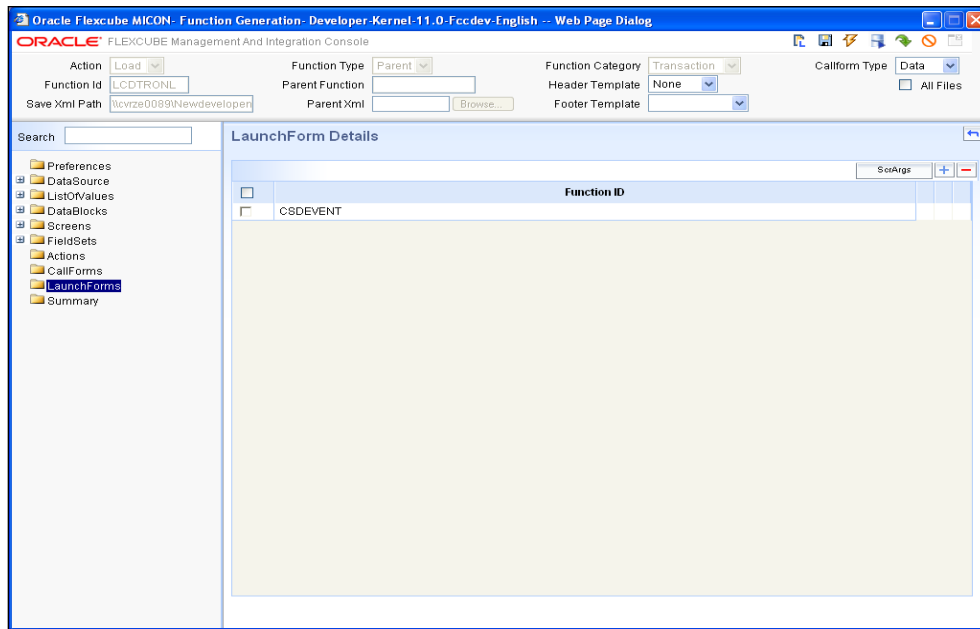 Oracle Flexcube MICON- Function Generation- Developer-Kernel-11.0-Fccdev-English -- Web Page Dialog
ORACLE FLEXCUBE Management And Integration Console
Action Load Function Type Parent Function Category Transaction Callform Type Data
Function Id LCDTRONL Parent Function Header Template None All Files
Save Xml Path \\cvrze0089\Newdevelopen Parent Xml Browse... Footer Template
Search
LaunchForm Details
Preferences
DataSource
ListOfValues
DataBlocks
Screens
FieldSets
Actions
CallForms
LaunchForms
Summary
ScrArgs
Function ID
CSDEVENT